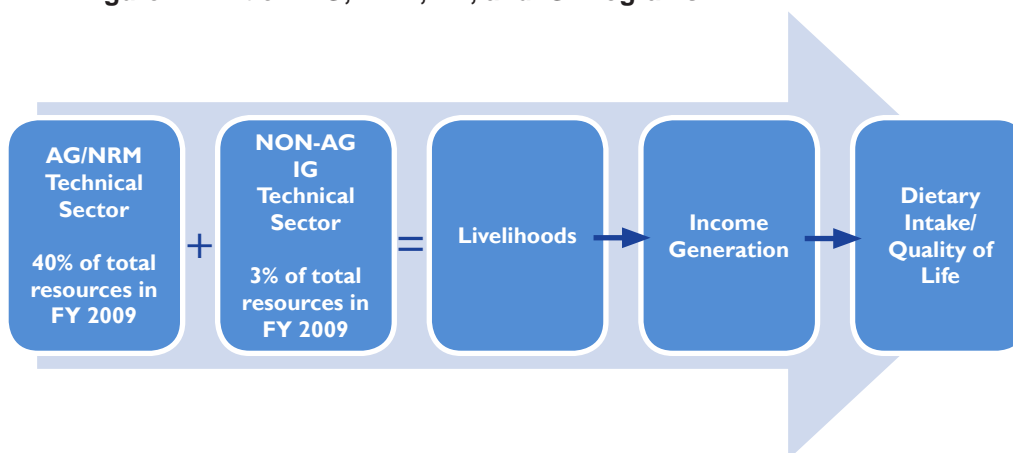 AG/NRM
Technical
Sector
40% of total
resources in
FY 2009
+
NON-AG
IG
Technical
Sector
3% of total
resources in
FY 2009
=
Livelihoods
Income
Generation
Dietary
Intake/
Quality of
Life